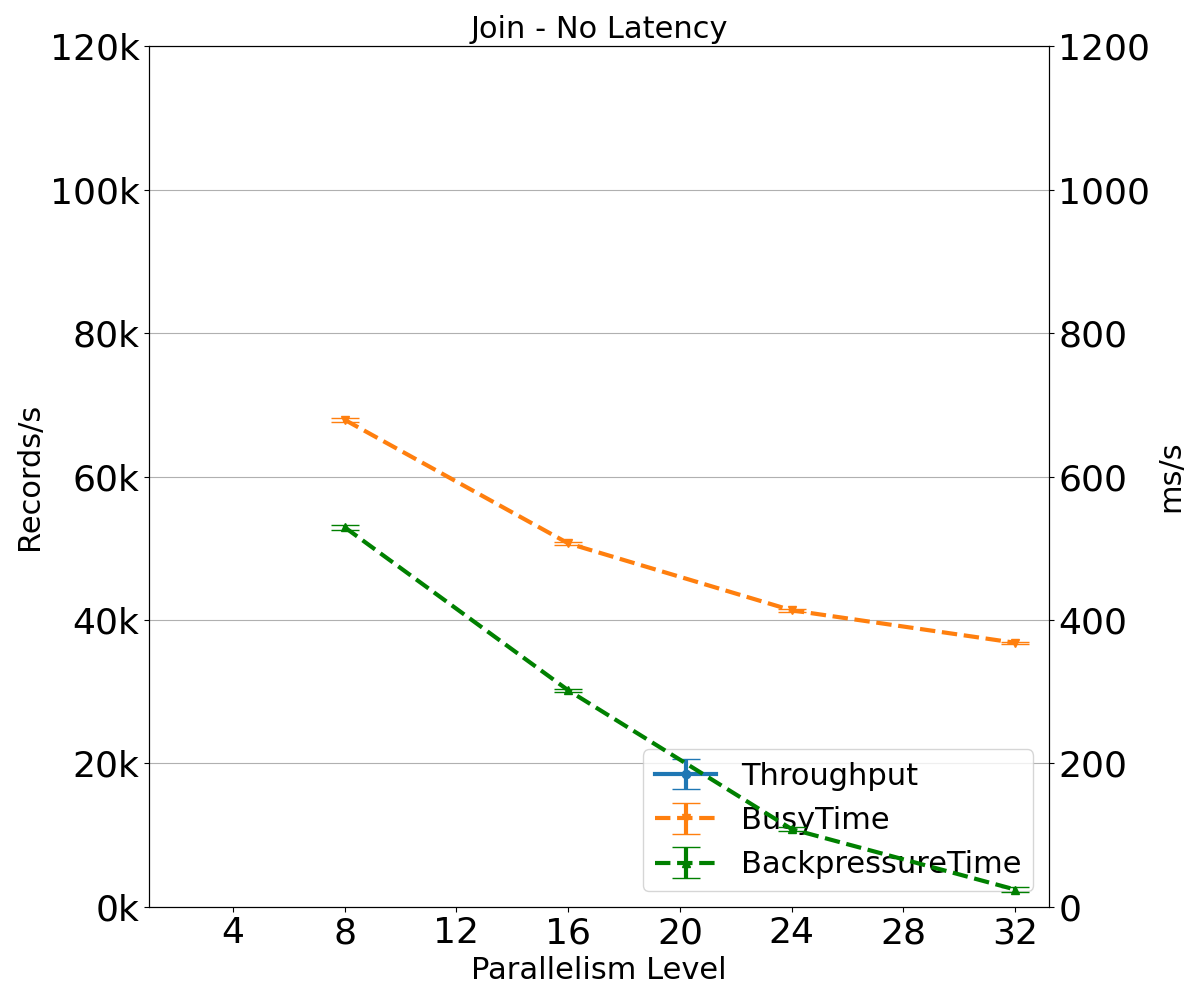 Join - No Latency
120k
100k
80k
60k
40k
20k
0k
Records/s
1200
1000
800
600
400
200
0
ms/s
Throughput
BusyTime
BackpressureTime
4 8 12 16 20 24 28 32
Parallelism Level